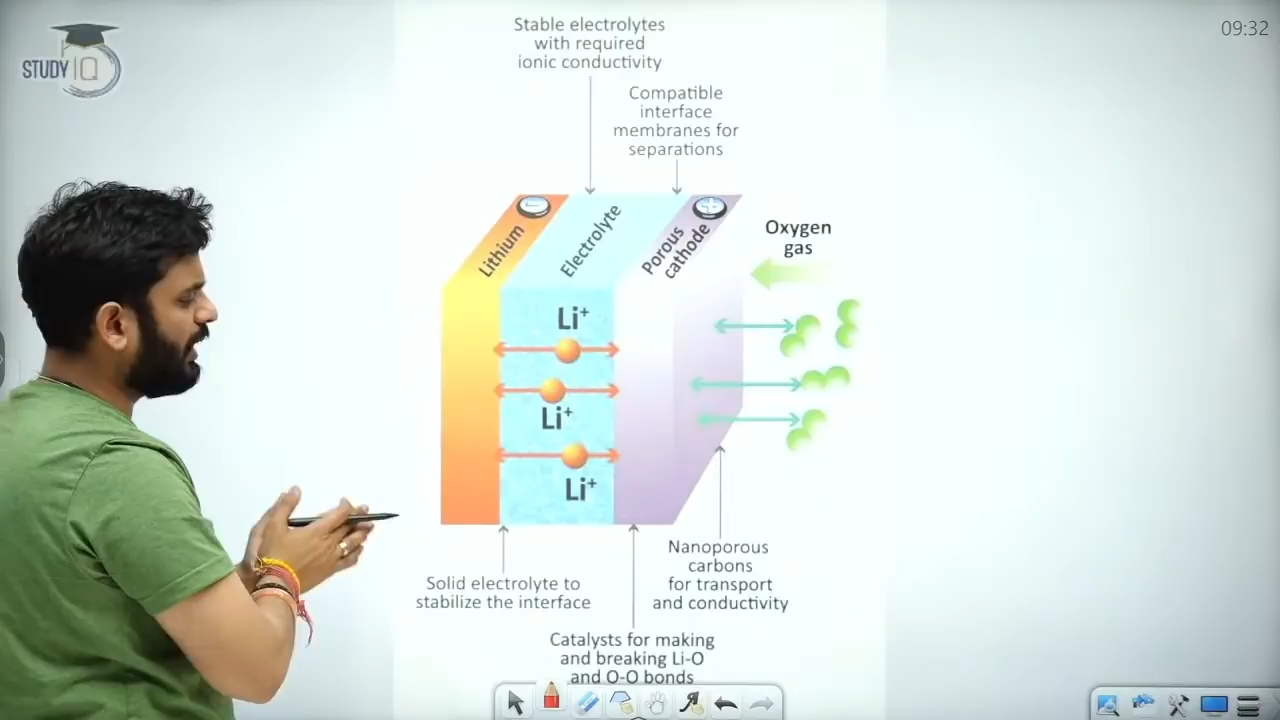 STUDY IQ
09:32
Stable electrolytes
with required
ionic conductivity
Compatible
interface
membranes for
separations
Lithium
Electrolyte
Porous
cathode
Oxygen
gas
Li⁺
Li⁺
Li⁺
Solid electrolyte to
stabilize the interface
Nanoporous
carbons
for transport
and conductivity
Catalysts for making
and breaking Li-O
and O-O bonds